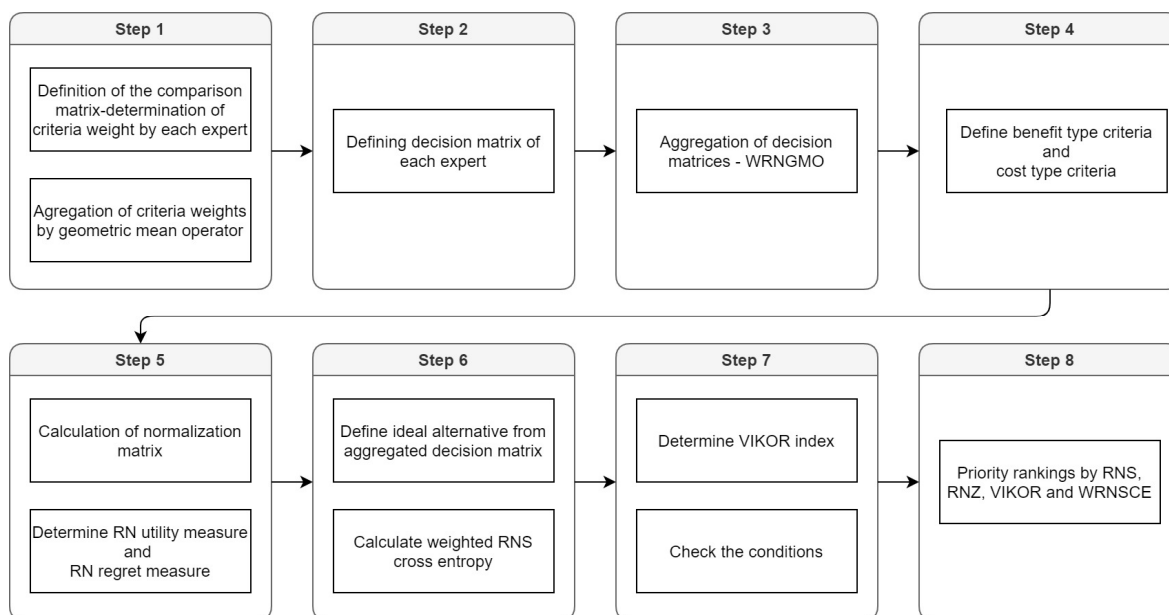 Step 1
Definition of the comparison
matrix-determination of
criteria weight by each expert
Agregation of criteria weights
by geometric mean operator
Step 2
Defining decision matrix of
each expert
Step 3
Aggregation of decision
matrices - WRNGMO
Step 4
Define benefit type criteria
and
cost type criteria
Step 5
Calculation of normalization
matrix
Determine RN utility measure
and
RN regret measure
Step 6
Define ideal alternative from
aggregated decision matrix
Calculate weighted RNS
cross entropy
Step 7
Determine VIKOR index
Check the conditions
Step 8
Priority rankings by RNS,
RNZ, VIKOR and WRNSCE